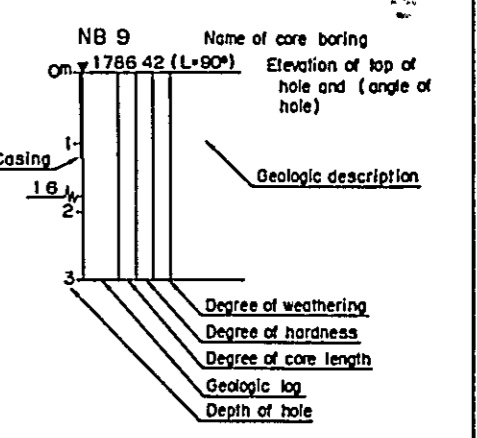 NB 9 Name of core boring
0m 1786 42 (L=90°) Elevation of top of
hole and (angle of
hole)
1
Casing
Geologic description
16
2
3
Degree of weathering
Degree of hardness
Degree of core length
Geologic log
Depth of hole